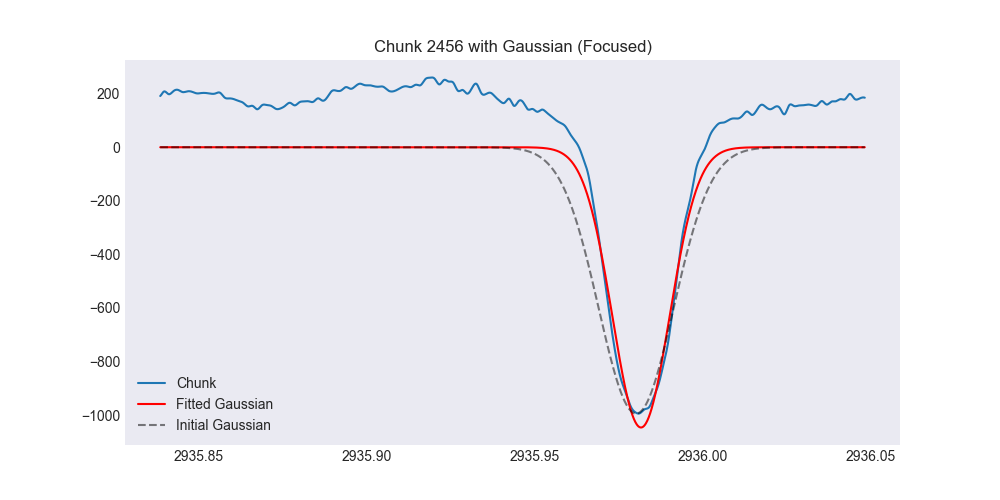 Chunk 2456 with Gaussian (Focused)
200
0
−200
−400
−600
−800
−1000
Chunk
Fitted Gaussian
Initial Gaussian
2935.85 2935.90 2935.95 2936.00 2936.05